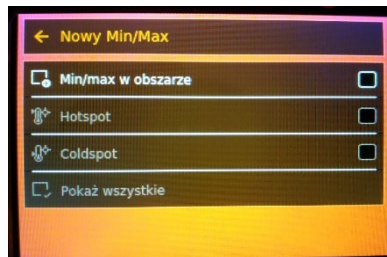 Nowy Min/Max
Min/max w obszarze
Hotspot
Coldspot
Pokaż wszystkie